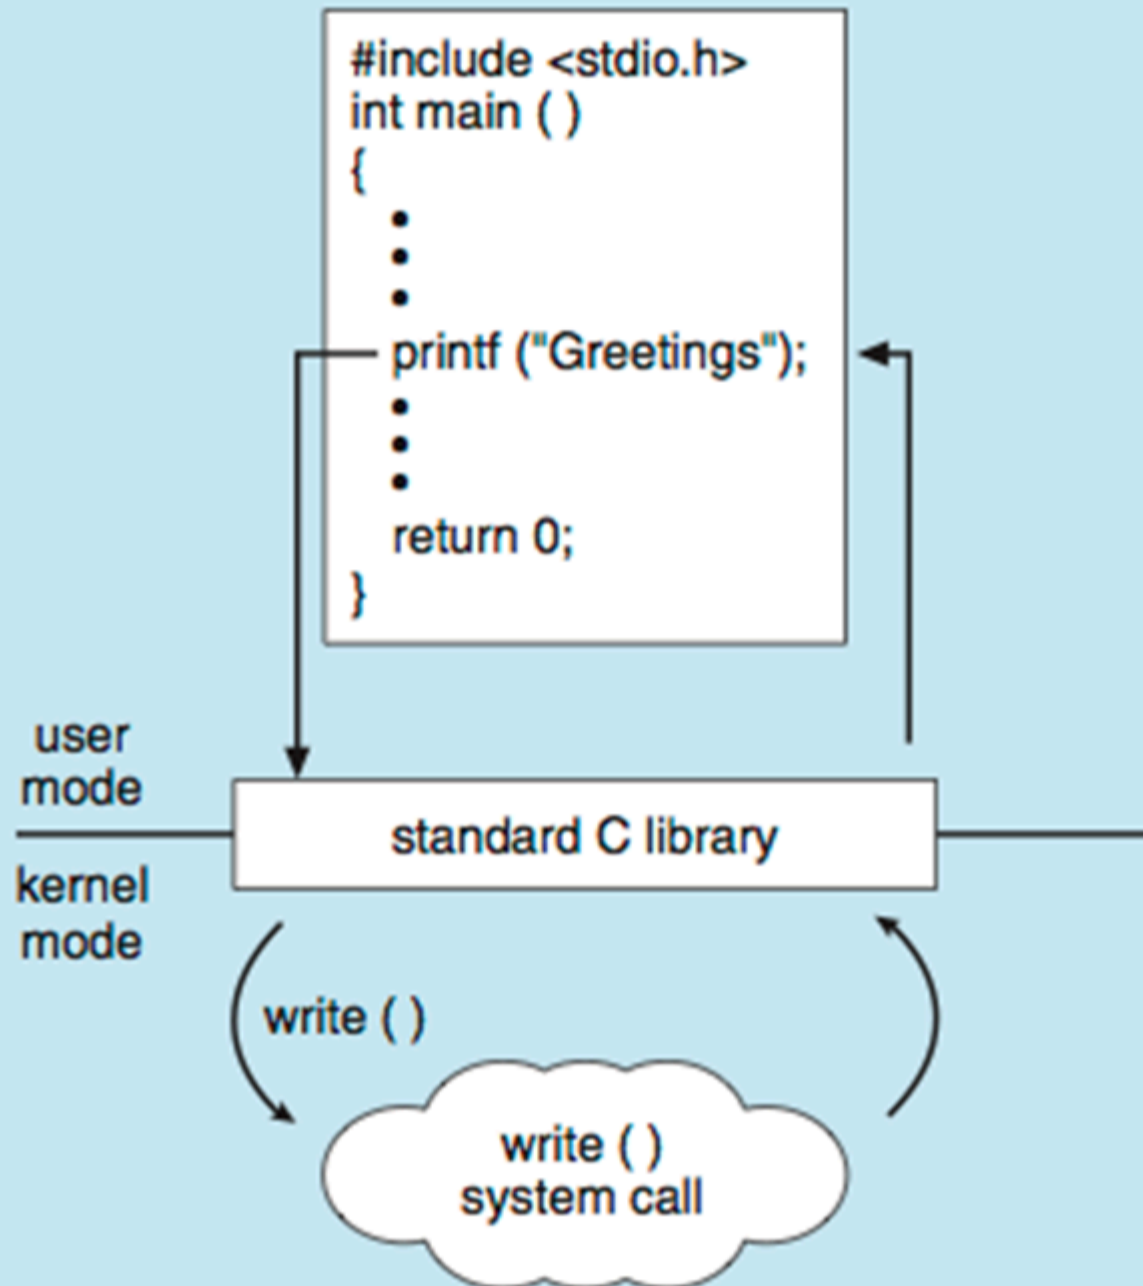 #include <stdio.h>
int main ( )
{
•
•
•
printf ("Greetings");
•
•
•
return 0;
}
user
mode
standard C library
kernel
mode
write ( )
write ( )
system call